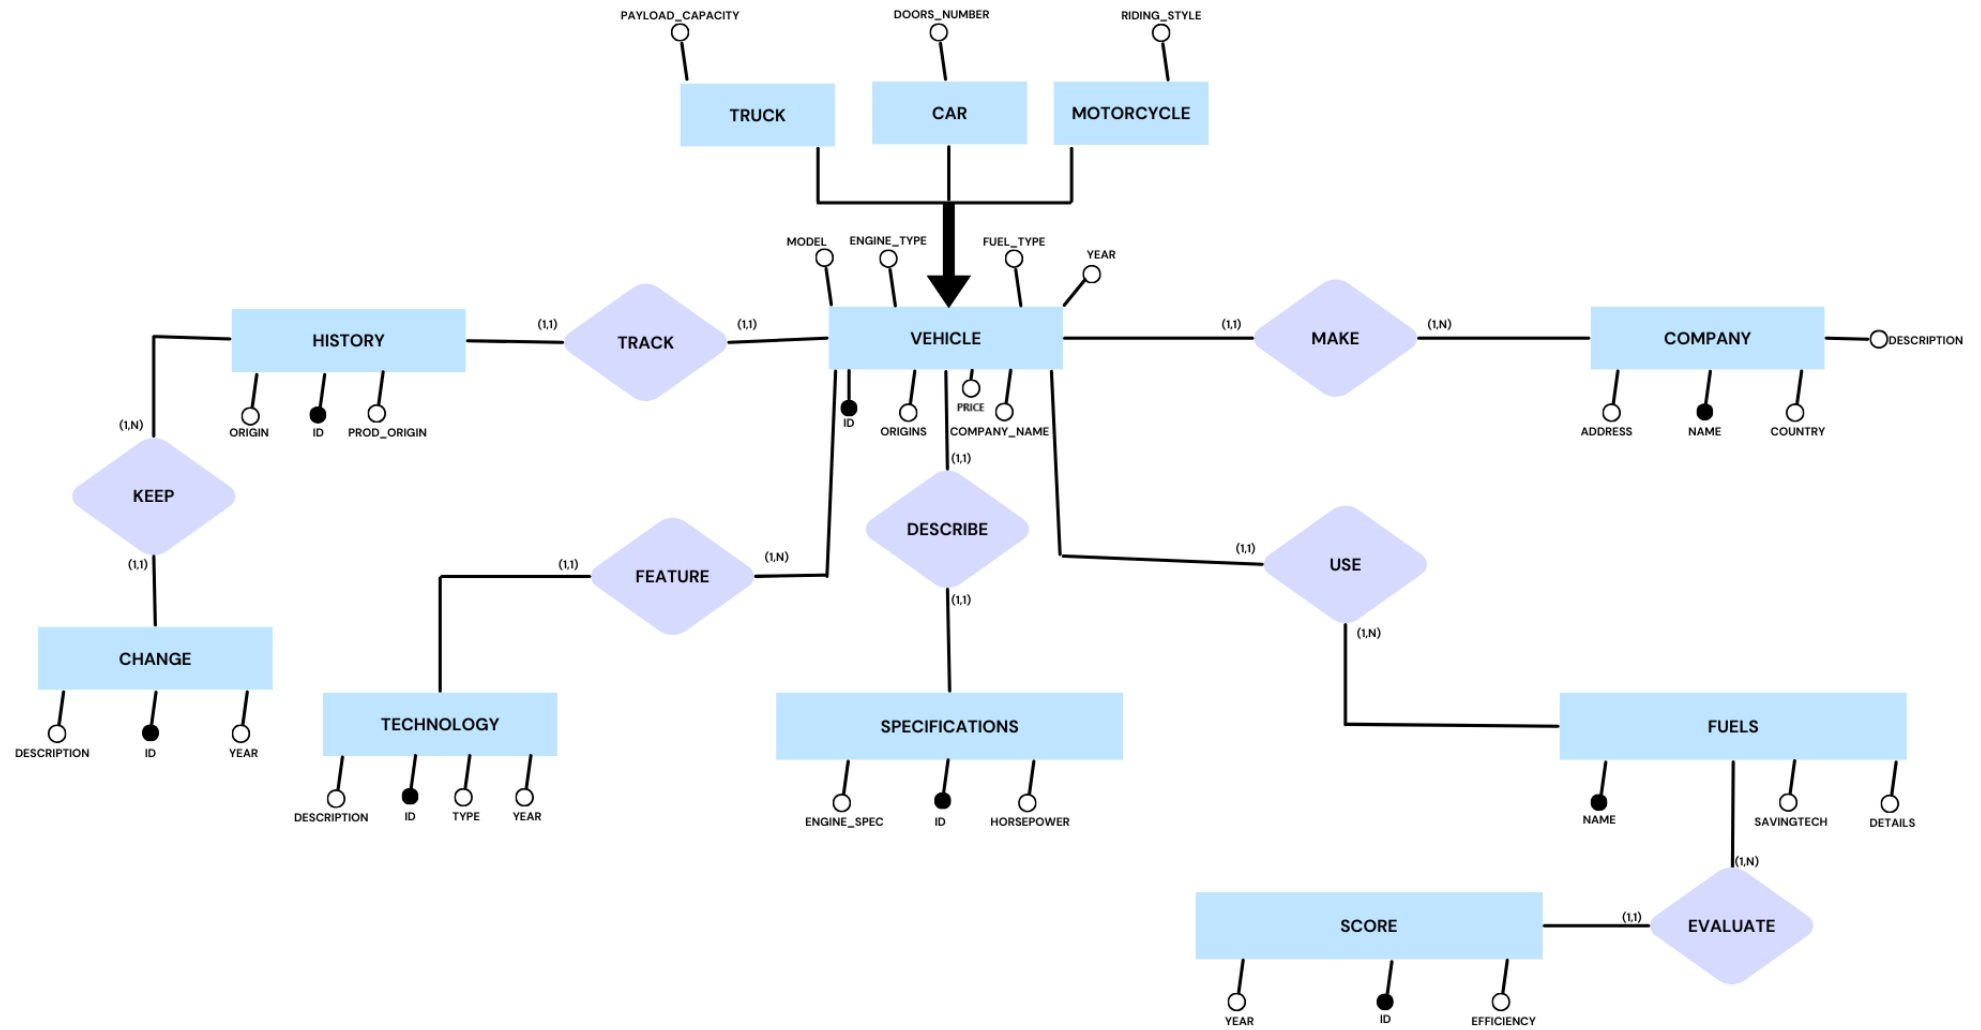 PAYLOAD_CAPACITY
DOORS_NUMBER
RIDING_STYLE
TRUCK
CAR
MOTORCYCLE
MODEL
ENGINE_TYPE
FUEL_TYPE
YEAR
HISTORY
(1,1)
TRACK
(1,1)
VEHICLE
(1,1)
MAKE
(1,N)
COMPANY
DESCRIPTION
ORIGIN
ID
PROD_ORIGIN
ID
ORIGINS
PRICE
COMPANY_NAME
ADDRESS
NAME
COUNTRY
(1,N)
KEEP
(1,1)
(1,1)
DESCRIBE
(1,1)
(1,1)
FEATURE
(1,N)
(1,1)
USE
(1,N)
CHANGE
DESCRIPTION
ID
YEAR
TECHNOLOGY
DESCRIPTION
ID
TYPE
YEAR
SPECIFICATIONS
ENGINE_SPEC
ID
HORSEPOWER
FUELS
NAME
SAVINGTECH
DETAILS
(1,N)
SCORE
(1,1)
EVALUATE
YEAR
ID
EFFICIENCY